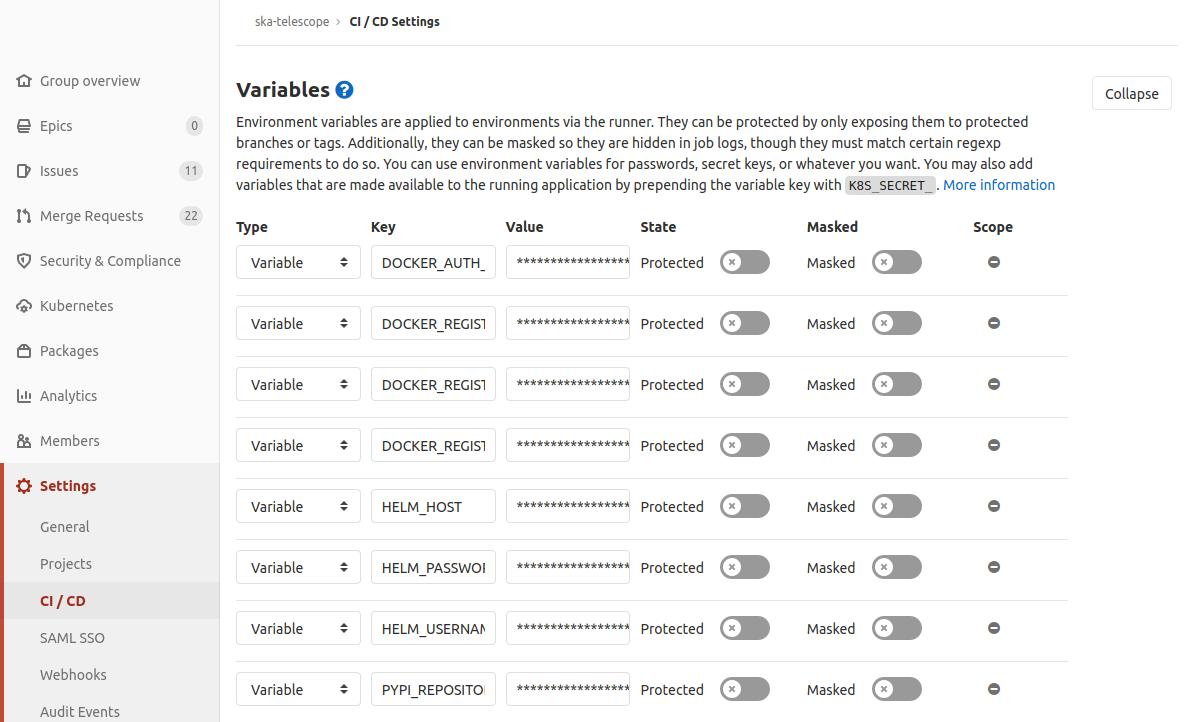 ska-telescope › CI / CD Settings
Group overview
Epics 0
Issues 11
Merge Requests 22
Security & Compliance
Kubernetes
Packages
Analytics
Members
Settings
General
Projects
CI / CD
SAML SSO
Webhooks
Audit Events
Variables ?
Collapse
Environment variables are applied to environments via the runner. They can be protected by only exposing them to protected
branches or tags. Additionally, they can be masked so they are hidden in job logs, though they must match certain regexp
requirements to do so. You can use environment variables for passwords, secret keys, or whatever you want. You may also add
variables that are made available to the running application by prepending the variable key with K8S_SECRET_. More information
Type Key Value State Masked Scope
Variable DOCKER_AUTH_ ***************** Protected Masked
Variable DOCKER_REGIST ***************** Protected Masked
Variable DOCKER_REGIST ***************** Protected Masked
Variable DOCKER_REGIST ***************** Protected Masked
Variable HELM_HOST ***************** Protected Masked
Variable HELM_PASSWOR ***************** Protected Masked
Variable HELM_USERNAM ***************** Protected Masked
Variable PYPI_REPOSITO ***************** Protected Masked